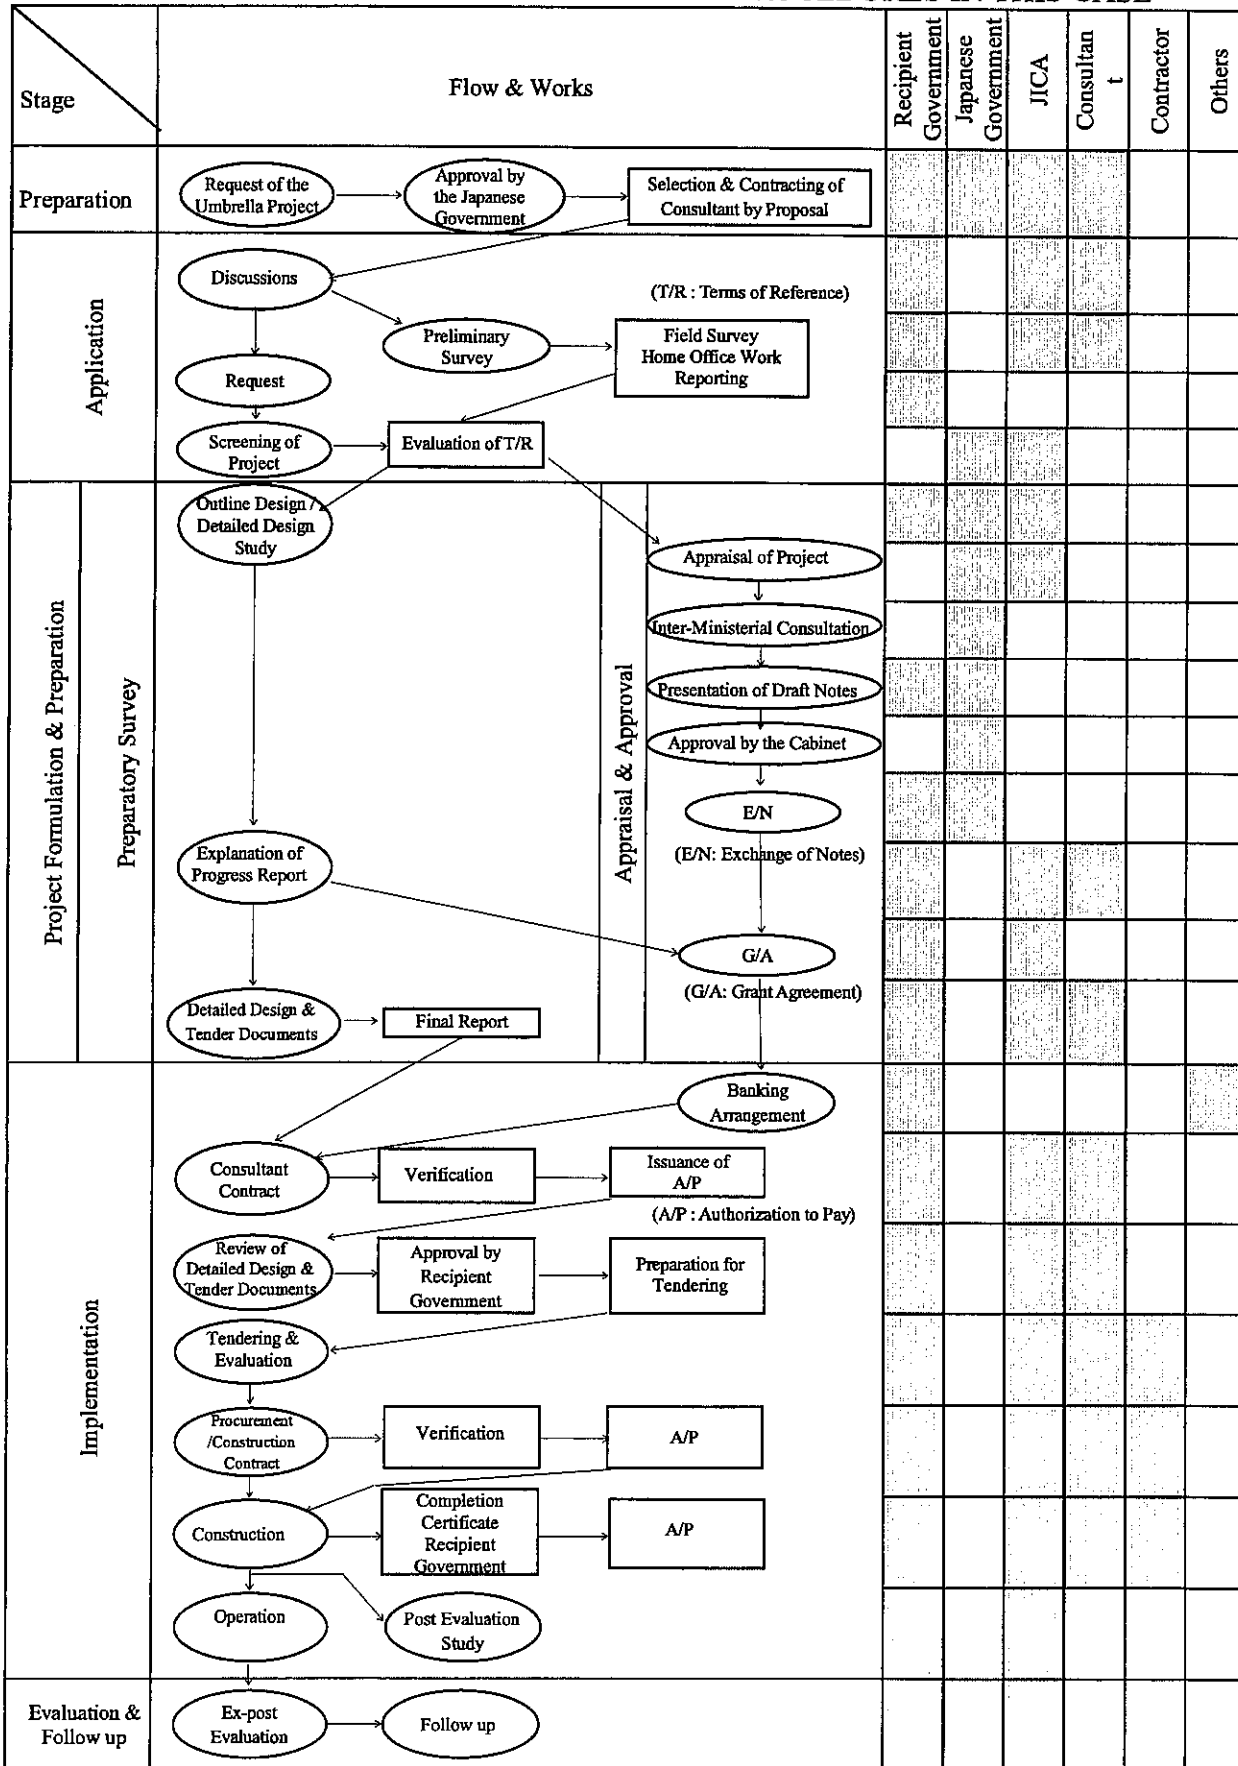 Stage
Flow & Works
Recipient
Government
Japanese
Government
JICA
Consultan
t
Contractor
Others
Preparation
Request of the
Umbrella Project
Approval by
the Japanese
Government
Selection & Contracting of
Consultant by Proposal
Application
Discussions
(T/R : Terms of Reference)
Preliminary
Survey
Field Survey
Home Office Work
Reporting
Request
Screening of
Project
Evaluation of T/R
Project Formulation & Preparation
Preparatory Survey
Outline Design /
Detailed Design
Study
Appraisal & Approval
Appraisal of Project
Inter-Ministerial Consultation
Presentation of Draft Notes
Approval by the Cabinet
E/N
(E/N: Exchange of Notes)
Explanation of
Progress Report
G/A
(G/A: Grant Agreement)
Detailed Design &
Tender Documents
Final Report
Implementation
Banking
Arrangement
Consultant
Contract
Verification
Issuance of
A/P
(A/P : Authorization to Pay)
Review of
Detailed Design &
Tender Documents
Approval by
Recipient
Government
Preparation for
Tendering
Tendering &
Evaluation
Procurement
/Construction
Contract
Verification
A/P
Construction
Completion
Certificate
Recipient
Government
A/P
Operation
Post Evaluation
Study
Evaluation &
Follow up
Ex-post
Evaluation
Follow up